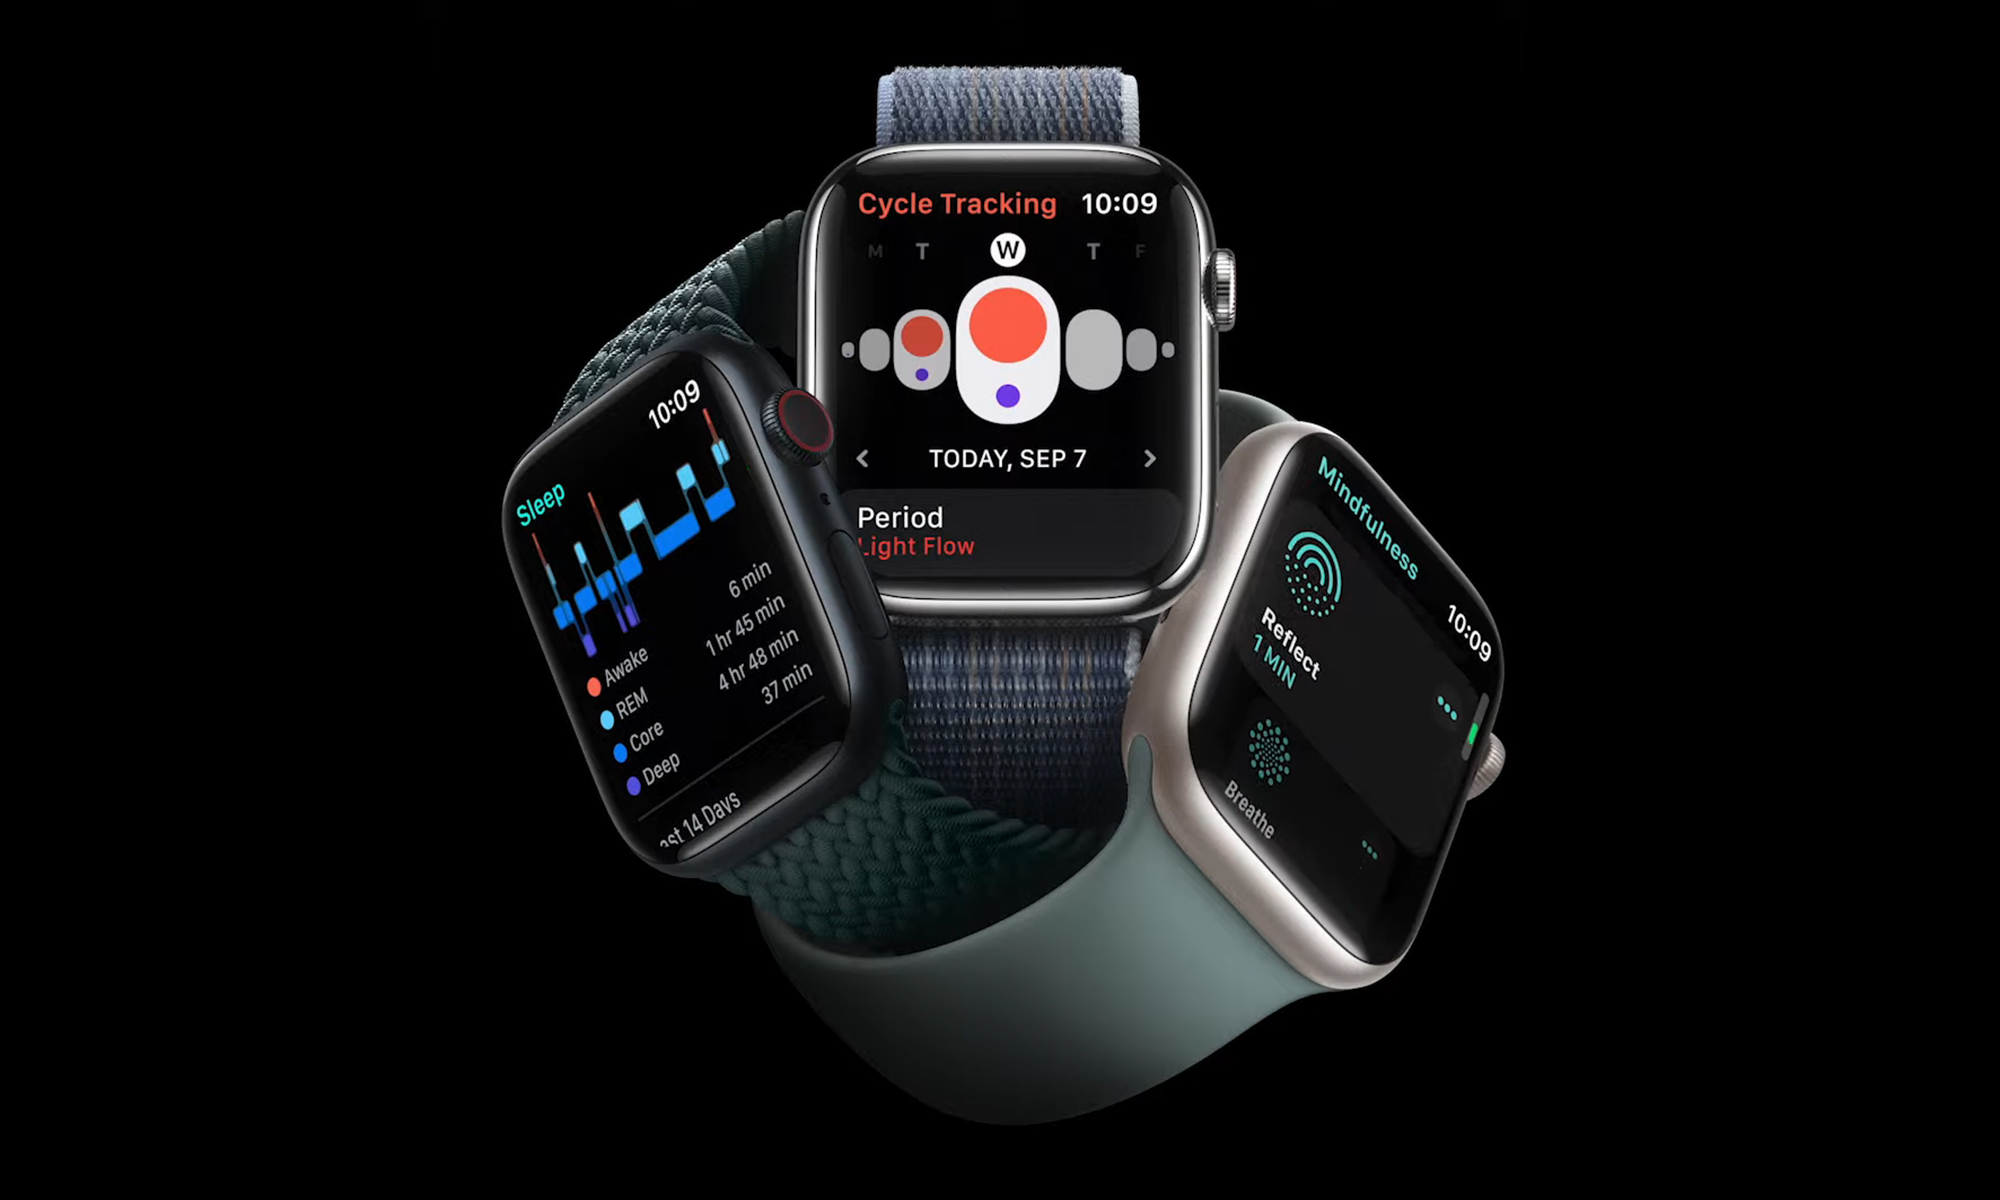 Cycle Tracking 10:09
M T W T F
TODAY, SEP 7
Period
Light Flow
10:09
Sleep
Awake 6 min
REM 1 hr 45 min
Core 4 hr 48 min
Deep 37 min
ast 14 Days
Mindfulness
10:09
Reflect
1 MIN
Breathe